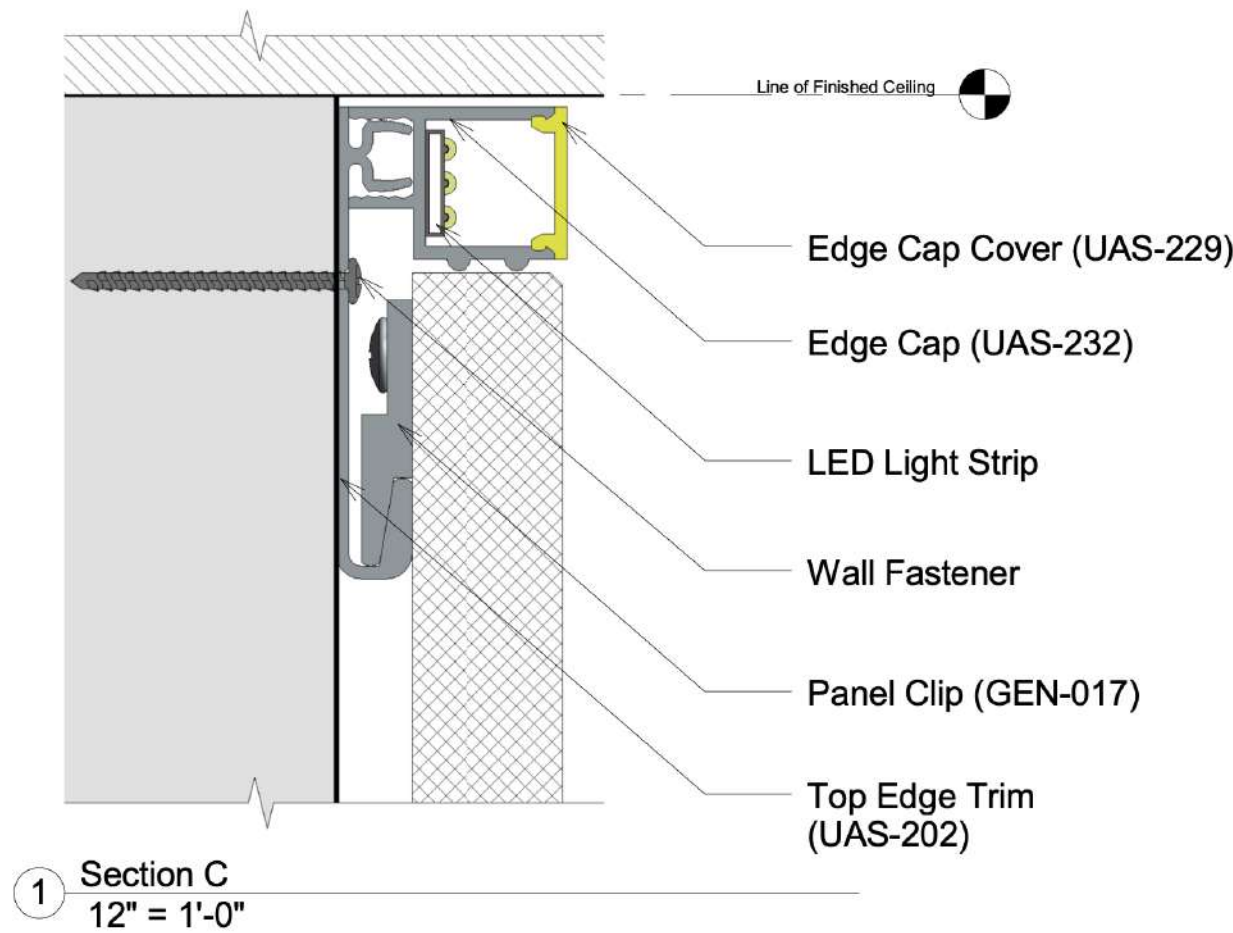 Line of Finished Ceiling
Edge Cap Cover (UAS-229)
Edge Cap (UAS-232)
LED Light Strip
Wall Fastener
Panel Clip (GEN-017)
Top Edge Trim
(UAS-202)
1
Section C
12" = 1'-0"